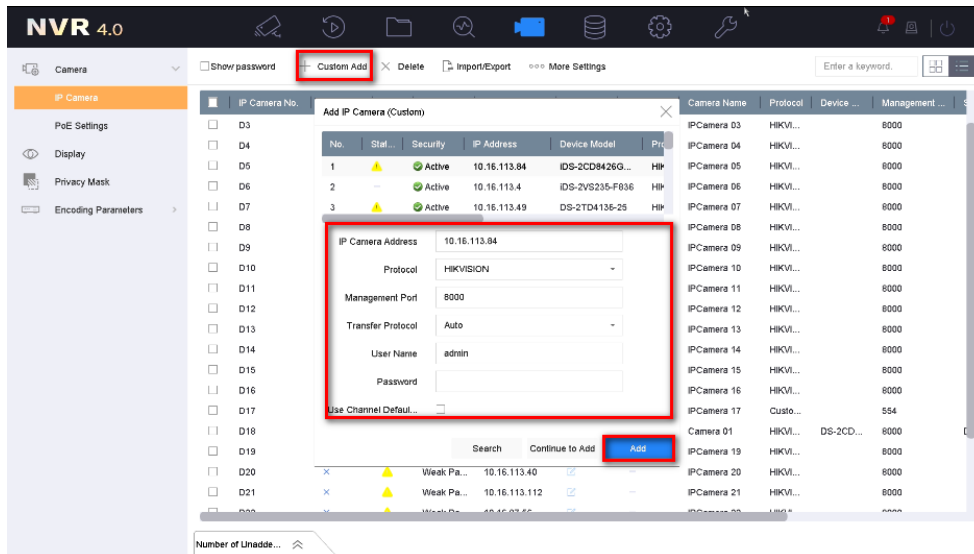 NVR 4.0
1
Camera
IP Camera
PoE Settings
Display
Privacy Mask
Encoding Parameters
Show password
Custom Add
Delete
Import/Export
More Settings
Enter a keyword.
IP Camera No. Camera Name Protocol Device ... Management ...
D3 IPCamera 03 HIKVI... 8000
D4 IPCamera 04 HIKVI... 8000
D5 IPCamera 05 HIKVI... 8000
D6 IPCamera 06 HIKVI... 8000
D7 IPCamera 07 HIKVI... 8000
D8 IPCamera 08 HIKVI... 8000
D9 IPCamera 09 HIKVI... 8000
D10 IPCamera 10 HIKVI... 8000
D11 IPCamera 11 HIKVI... 8000
D12 IPCamera 12 HIKVI... 8000
D13 IPCamera 13 HIKVI... 8000
D14 IPCamera 14 HIKVI... 8000
D15 IPCamera 15 HIKVI... 8000
D16 IPCamera 16 HIKVI... 8000
D17 IPCamera 17 Custo... 554
D18 Camera 01 HIKVI... DS-2CD... 8000
D19 IPCamera 19 HIKVI... 8000
D20 Weak Pa... 10.16.113.40 IPCamera 20 HIKVI... 8000
D21 Weak Pa... 10.16.113.112 IPCamera 21 HIKVI... 8000
Add IP Camera (Custom)
No. Stat... Security IP Address Device Model Pro
1 Active 10.16.113.84 iDS-2CD8426G... HIK
2 Active 10.16.113.4 iDS-2VS235-F836 HIK
3 Active 10.16.113.49 DS-2TD4136-25 HIK
IP Camera Address 10.16.113.84
Protocol HIKVISION
Management Port 8000
Transfer Protocol Auto
User Name admin
Password
Use Channel Defaul...
Search
Continue to Add
Add
Number of Unadde...